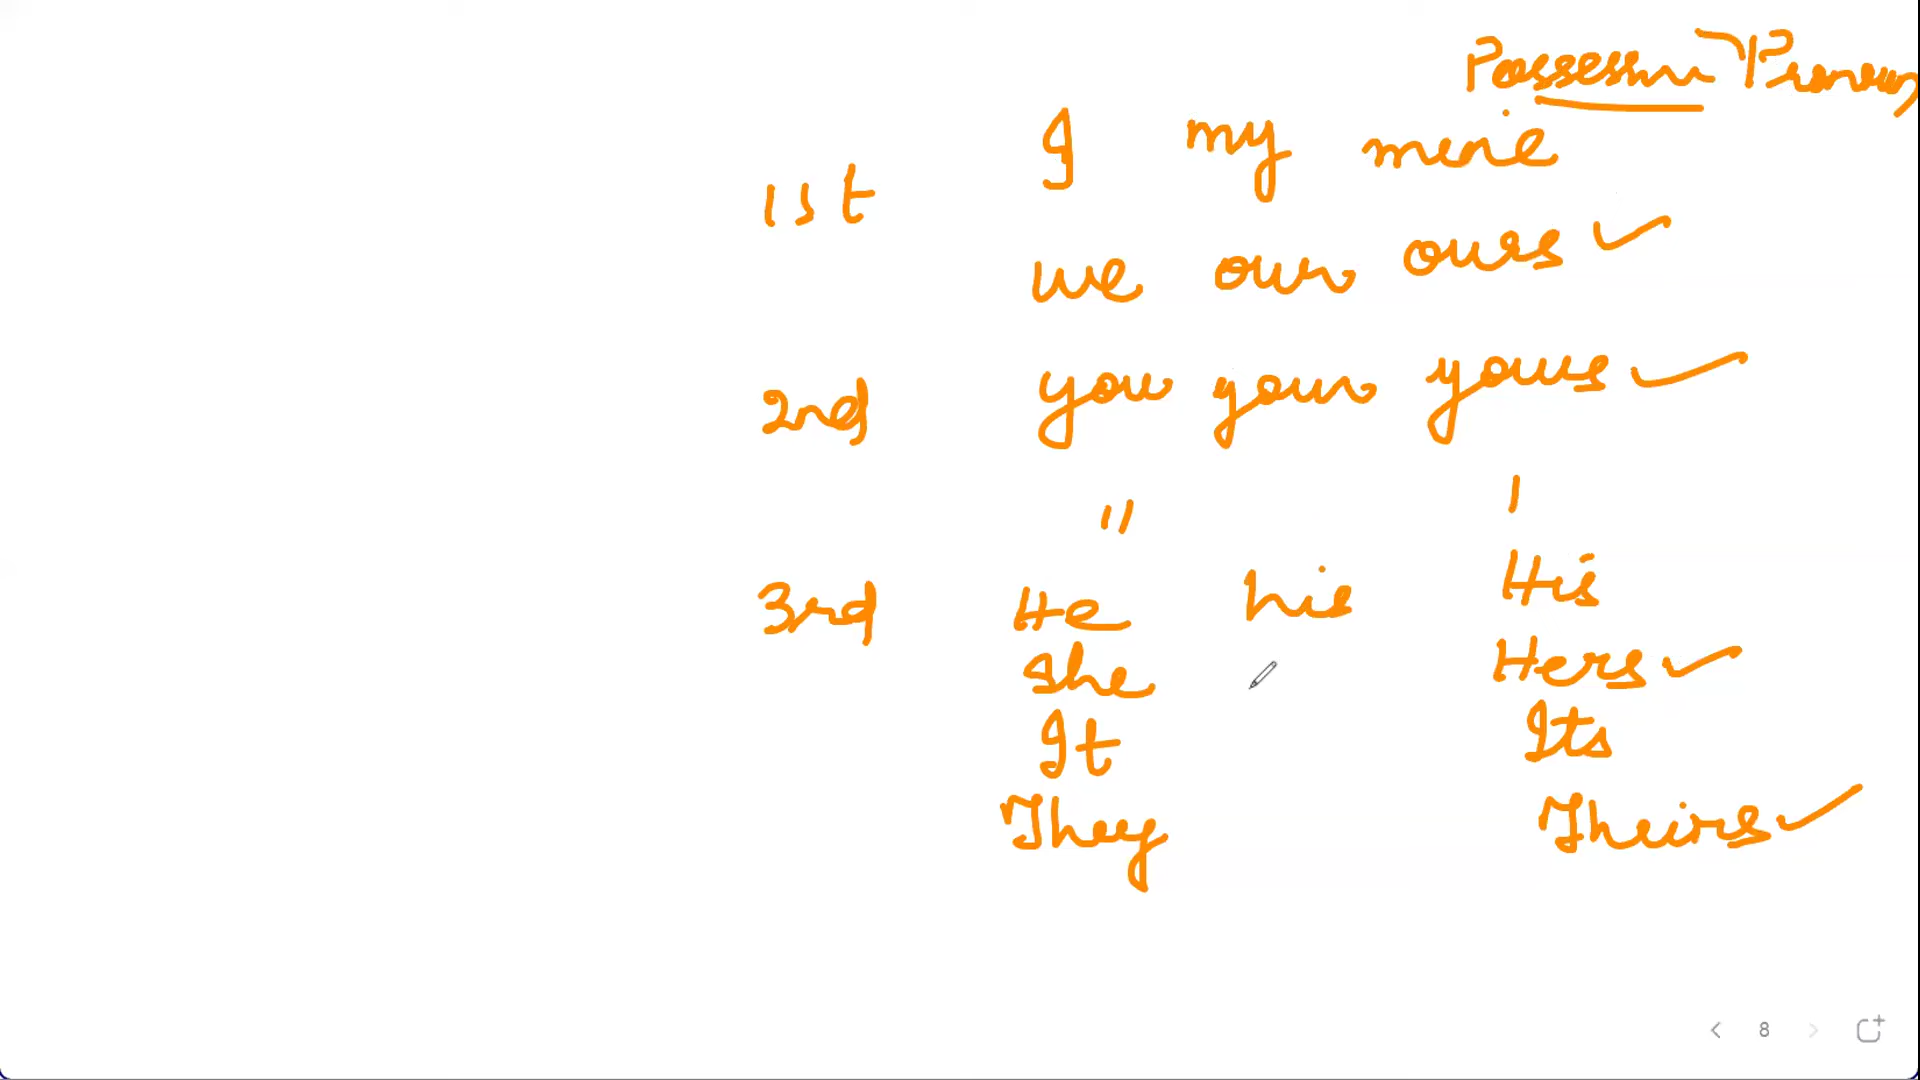 Possessive Pronoun
I my mine
1st
we our ours
2nd you your yours
"
3rd He his His
She Hers
It Its
They Theirs
8